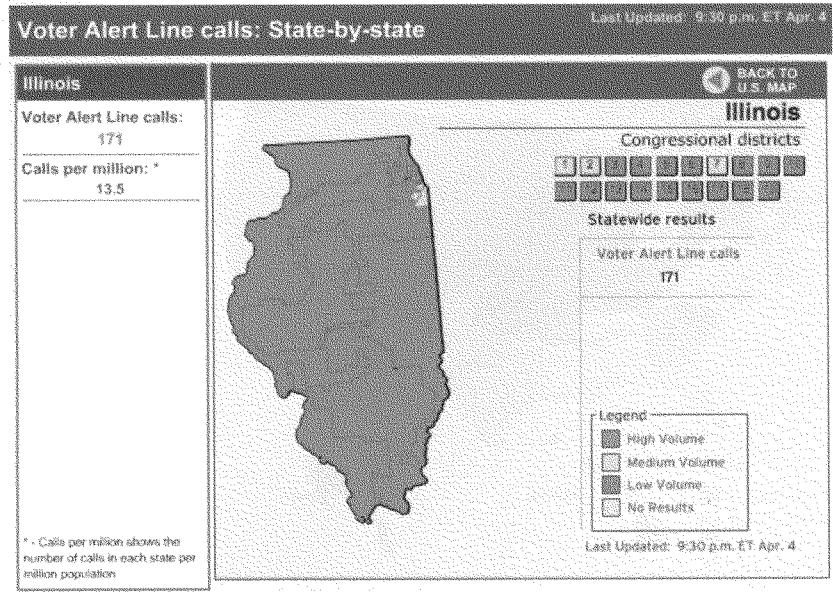 Voter Alert Line calls: State-by-state
Last Updated: 9:30 p.m. ET Apr. 4
Illinois
Voter Alert Line calls:
171
Calls per million: *
13.5
* - Calls per million shows the
number of calls in each state per
million population
BACK TO
U.S. MAP
Illinois
Congressional districts
1 2 7
Statewide results
Voter Alert Line calls
171
Legend
High Volume
Medium Volume
Low Volume
No Results
Last Updated: 9:30 p.m. ET Apr. 4